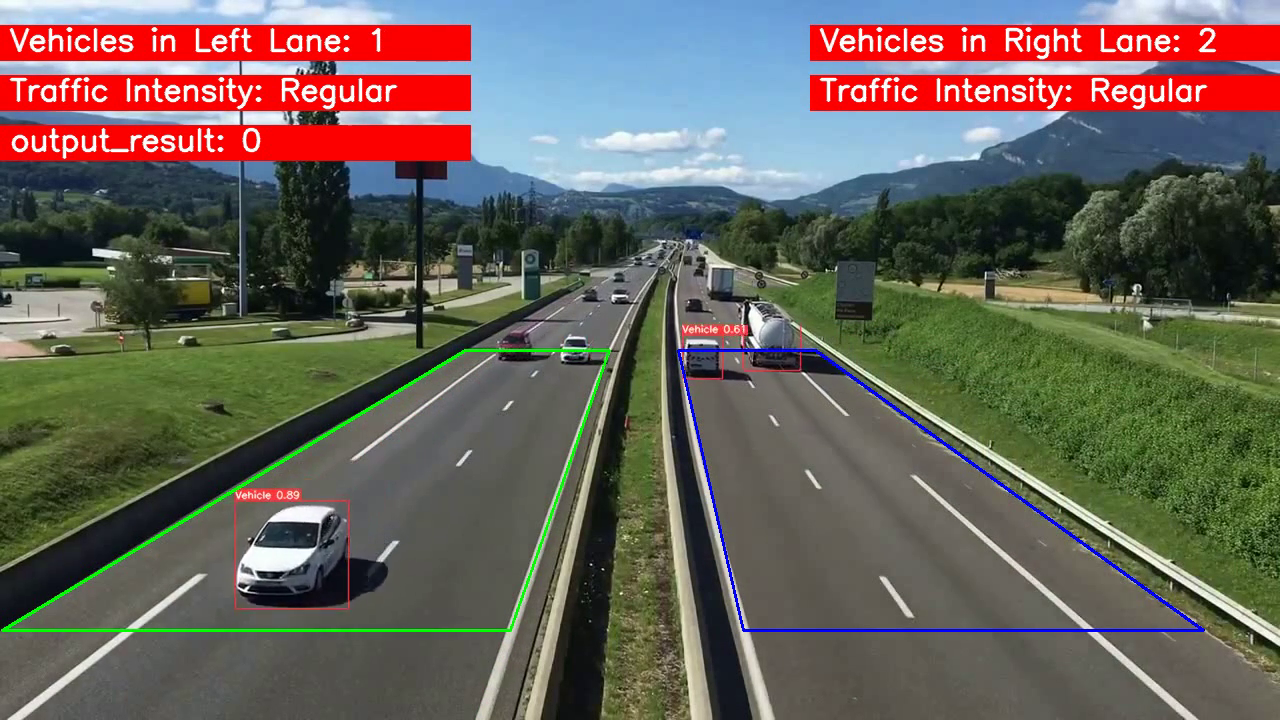 Vehicles in Left Lane: 1
Vehicles in Right Lane: 2
Traffic Intensity: Regular
Traffic Intensity: Regular
output_result: 0
Vehicle 0.61
Vehicle 0.89